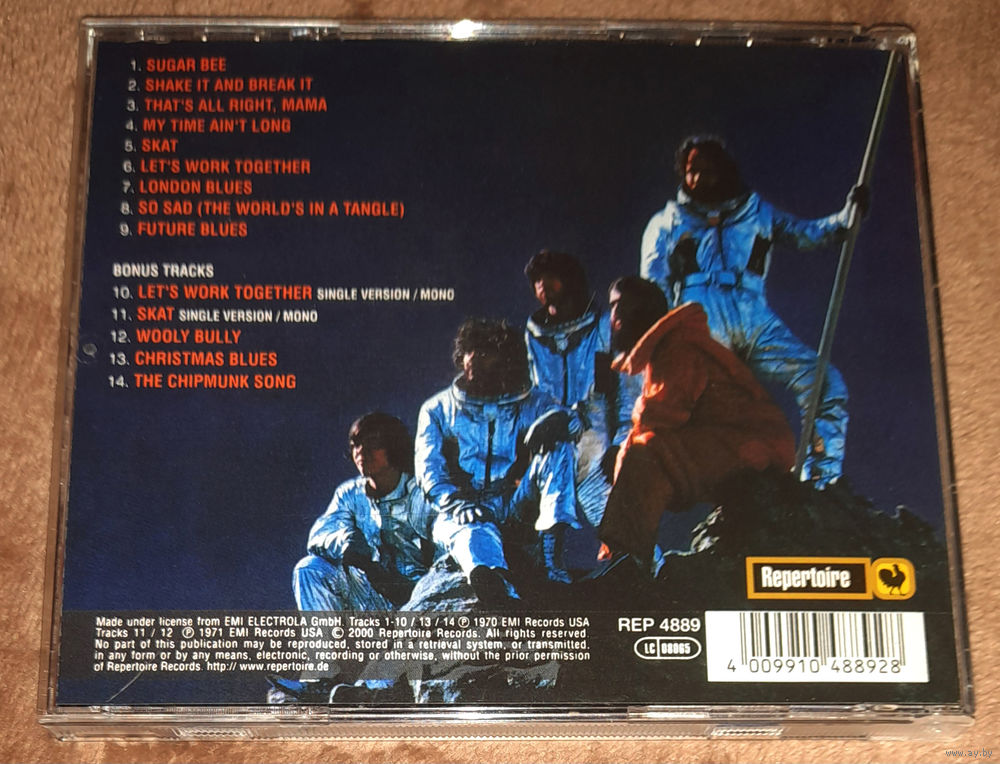 1. SUGAR BEE
2. SHAKE IT AND BREAK IT
3. THAT'S ALL RIGHT, MAMA
4. MY TIME AIN'T LONG
5. SKAT
6. LET'S WORK TOGETHER
7. LONDON BLUES
8. SO SAD (THE WORLD'S IN A TANGLE)
9. FUTURE BLUES
BONUS TRACKS
10. LET'S WORK TOGETHER SINGLE VERSION / MONO
11. SKAT SINGLE VERSION / MONO
12. WOOLY BULLY
13. CHRISTMAS BLUES
14. THE CHIPMUNK SONG
Repertoire
Made under license from EMI ELECTROLA GmbH. Tracks 1-10 / 13 / 14 ℗ 1970 EMI Records USA
Tracks 11 / 12 ℗ 1971 EMI Records USA © 2000 Repertoire Records. All rights reserved.
No part of this publication may be reproduced, stored in a retrieval system, or transmitted,
in any form or by any means, electronic, recording or otherwise, without the prior permission
of Repertoire Records. http://www.repertoire.de
REP 4889
LC 08865
4 009910 488928
www.ay.by